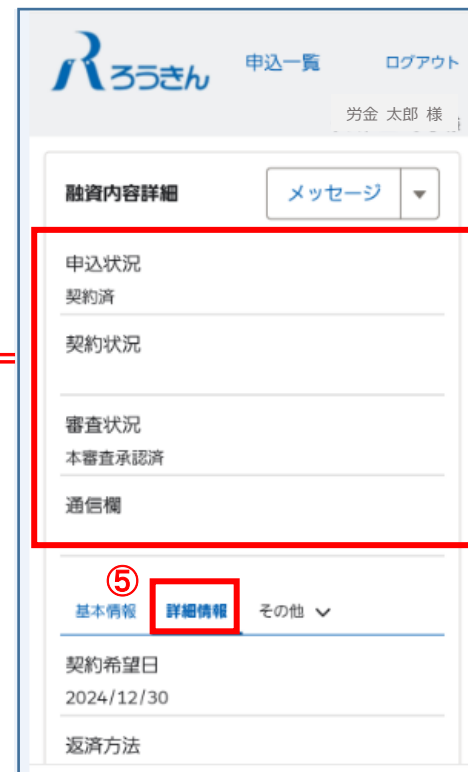 ろうきん 申込一覧 ログアウト
労金 太郎 様
融資内容詳細 メッセージ
申込状況
契約済
契約状況
審査状況
本審査承認済
通信欄
⑤
基本情報 詳細情報 その他
契約希望日
2024/12/30
返済方法